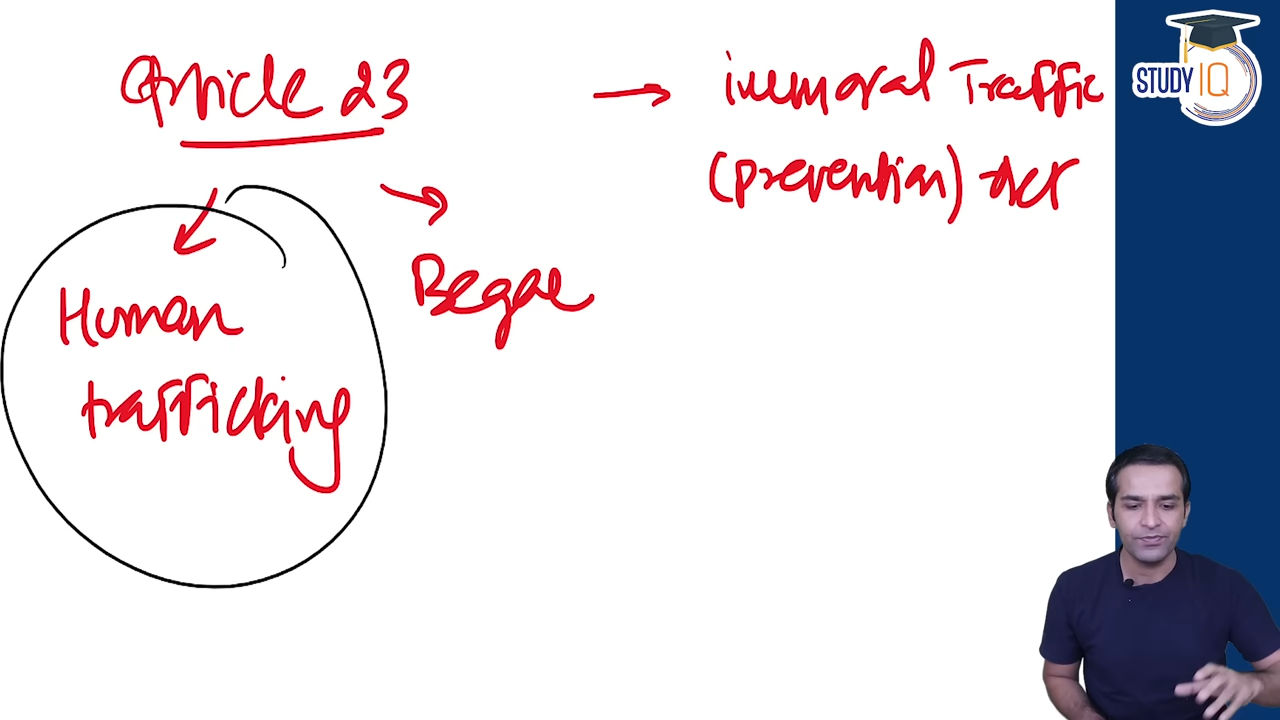 Article 23
→ immoral Traffic
(prevention) Act
Human
trafficking
Begar
STUDY IQ